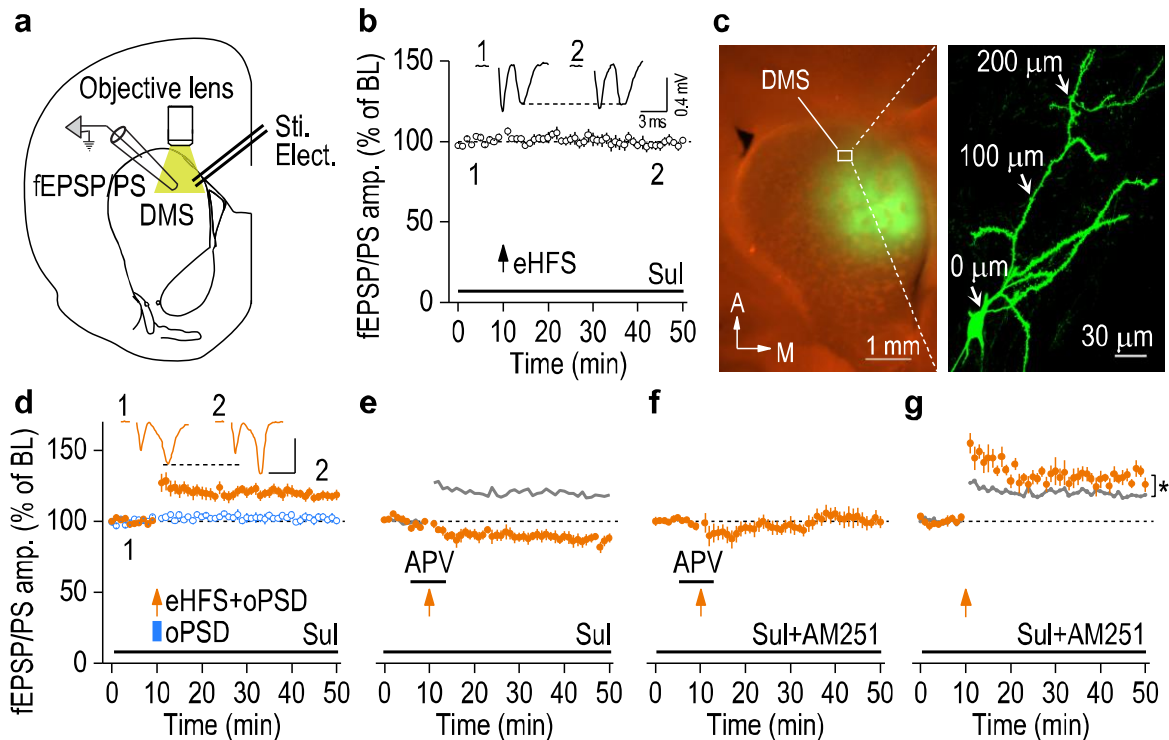 a
Objective lens
Sti.
Elect.
fEPSP/PS
DMS
b
fEPSP/PS amp. (% of BL)
150
100
50
0
1
2
3 ms
0.4 mV
1
2
eHFS
Sul
0 10 20 30 40 50
Time (min)
c
DMS
A
M
1 mm
200 μm
100 μm
0 μm
30 μm
d
fEPSP/PS amp. (% of BL)
150
100
50
0
1
2
2
1
eHFS+oPSD
oPSD
Sul
0 10 20 30 40 50
Time (min)
e
APV
Sul
0 10 20 30 40 50
Time (min)
f
APV
Sul+AM251
0 10 20 30 40 50
Time (min)
g
*
Sul+AM251
0 10 20 30 40 50
Time (min)